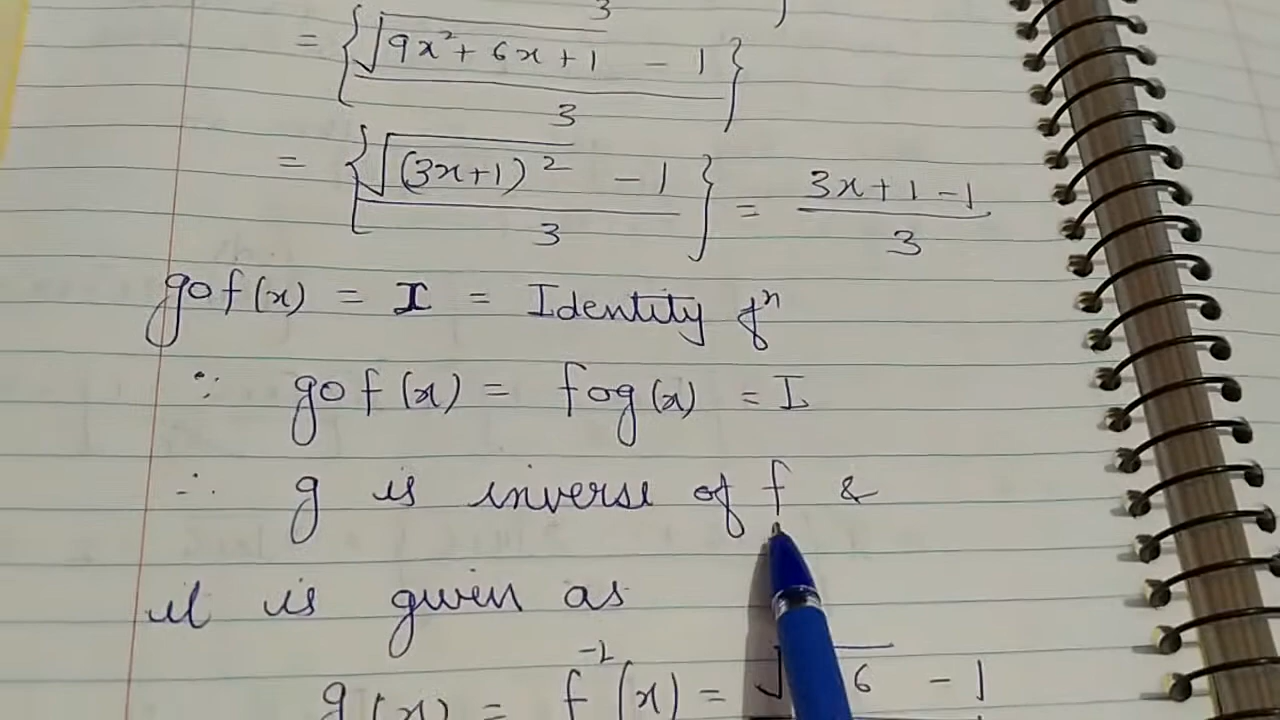 3
= {√(9x² + 6x + 1) - 1 / 3}
= {√((3x+1)²) - 1 / 3} = 3x + 1 - 1 / 3
gof(x) = x = Identity fⁿ
∵ gof(x) = fog(x) = I
∴ g is inverse of f &
it is given as
g(x) = f⁻¹(x) = √ 6 - 1